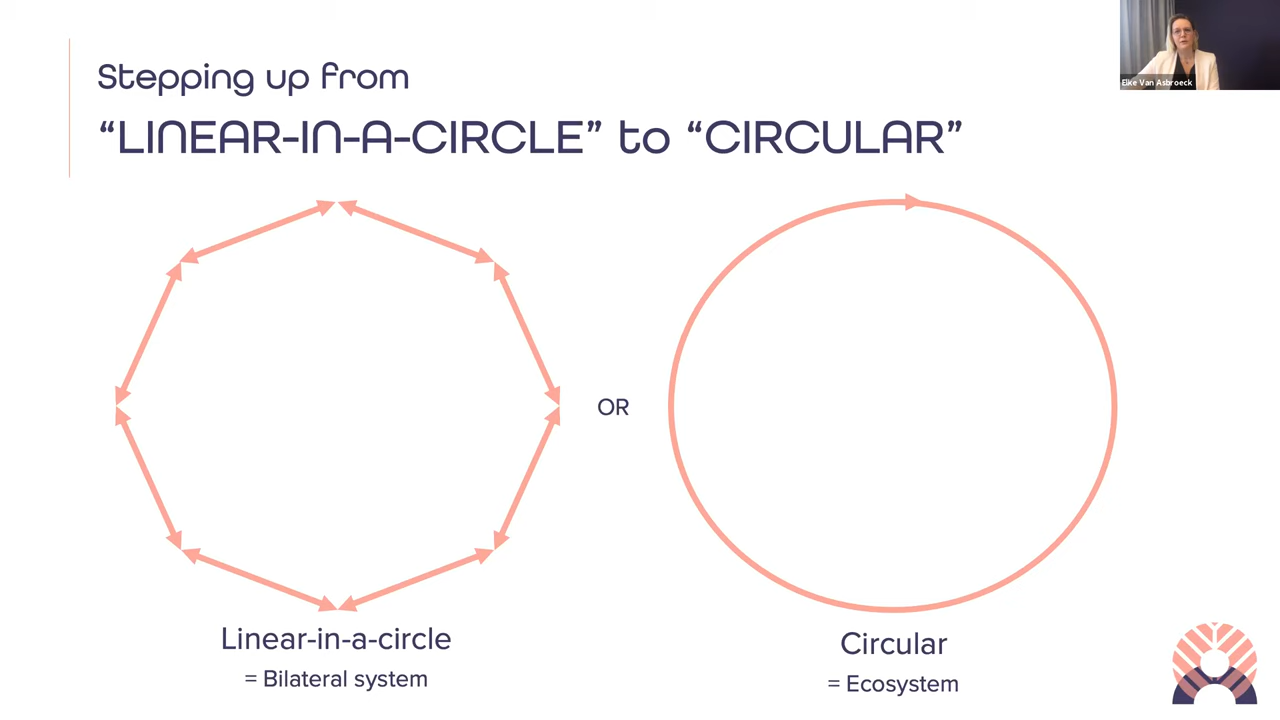 Stepping up from
“LINEAR-IN-A-CIRCLE” to “CIRCULAR”
Elke Van Asbroeck
OR
Linear-in-a-circle
= Bilateral system
Circular
= Ecosystem